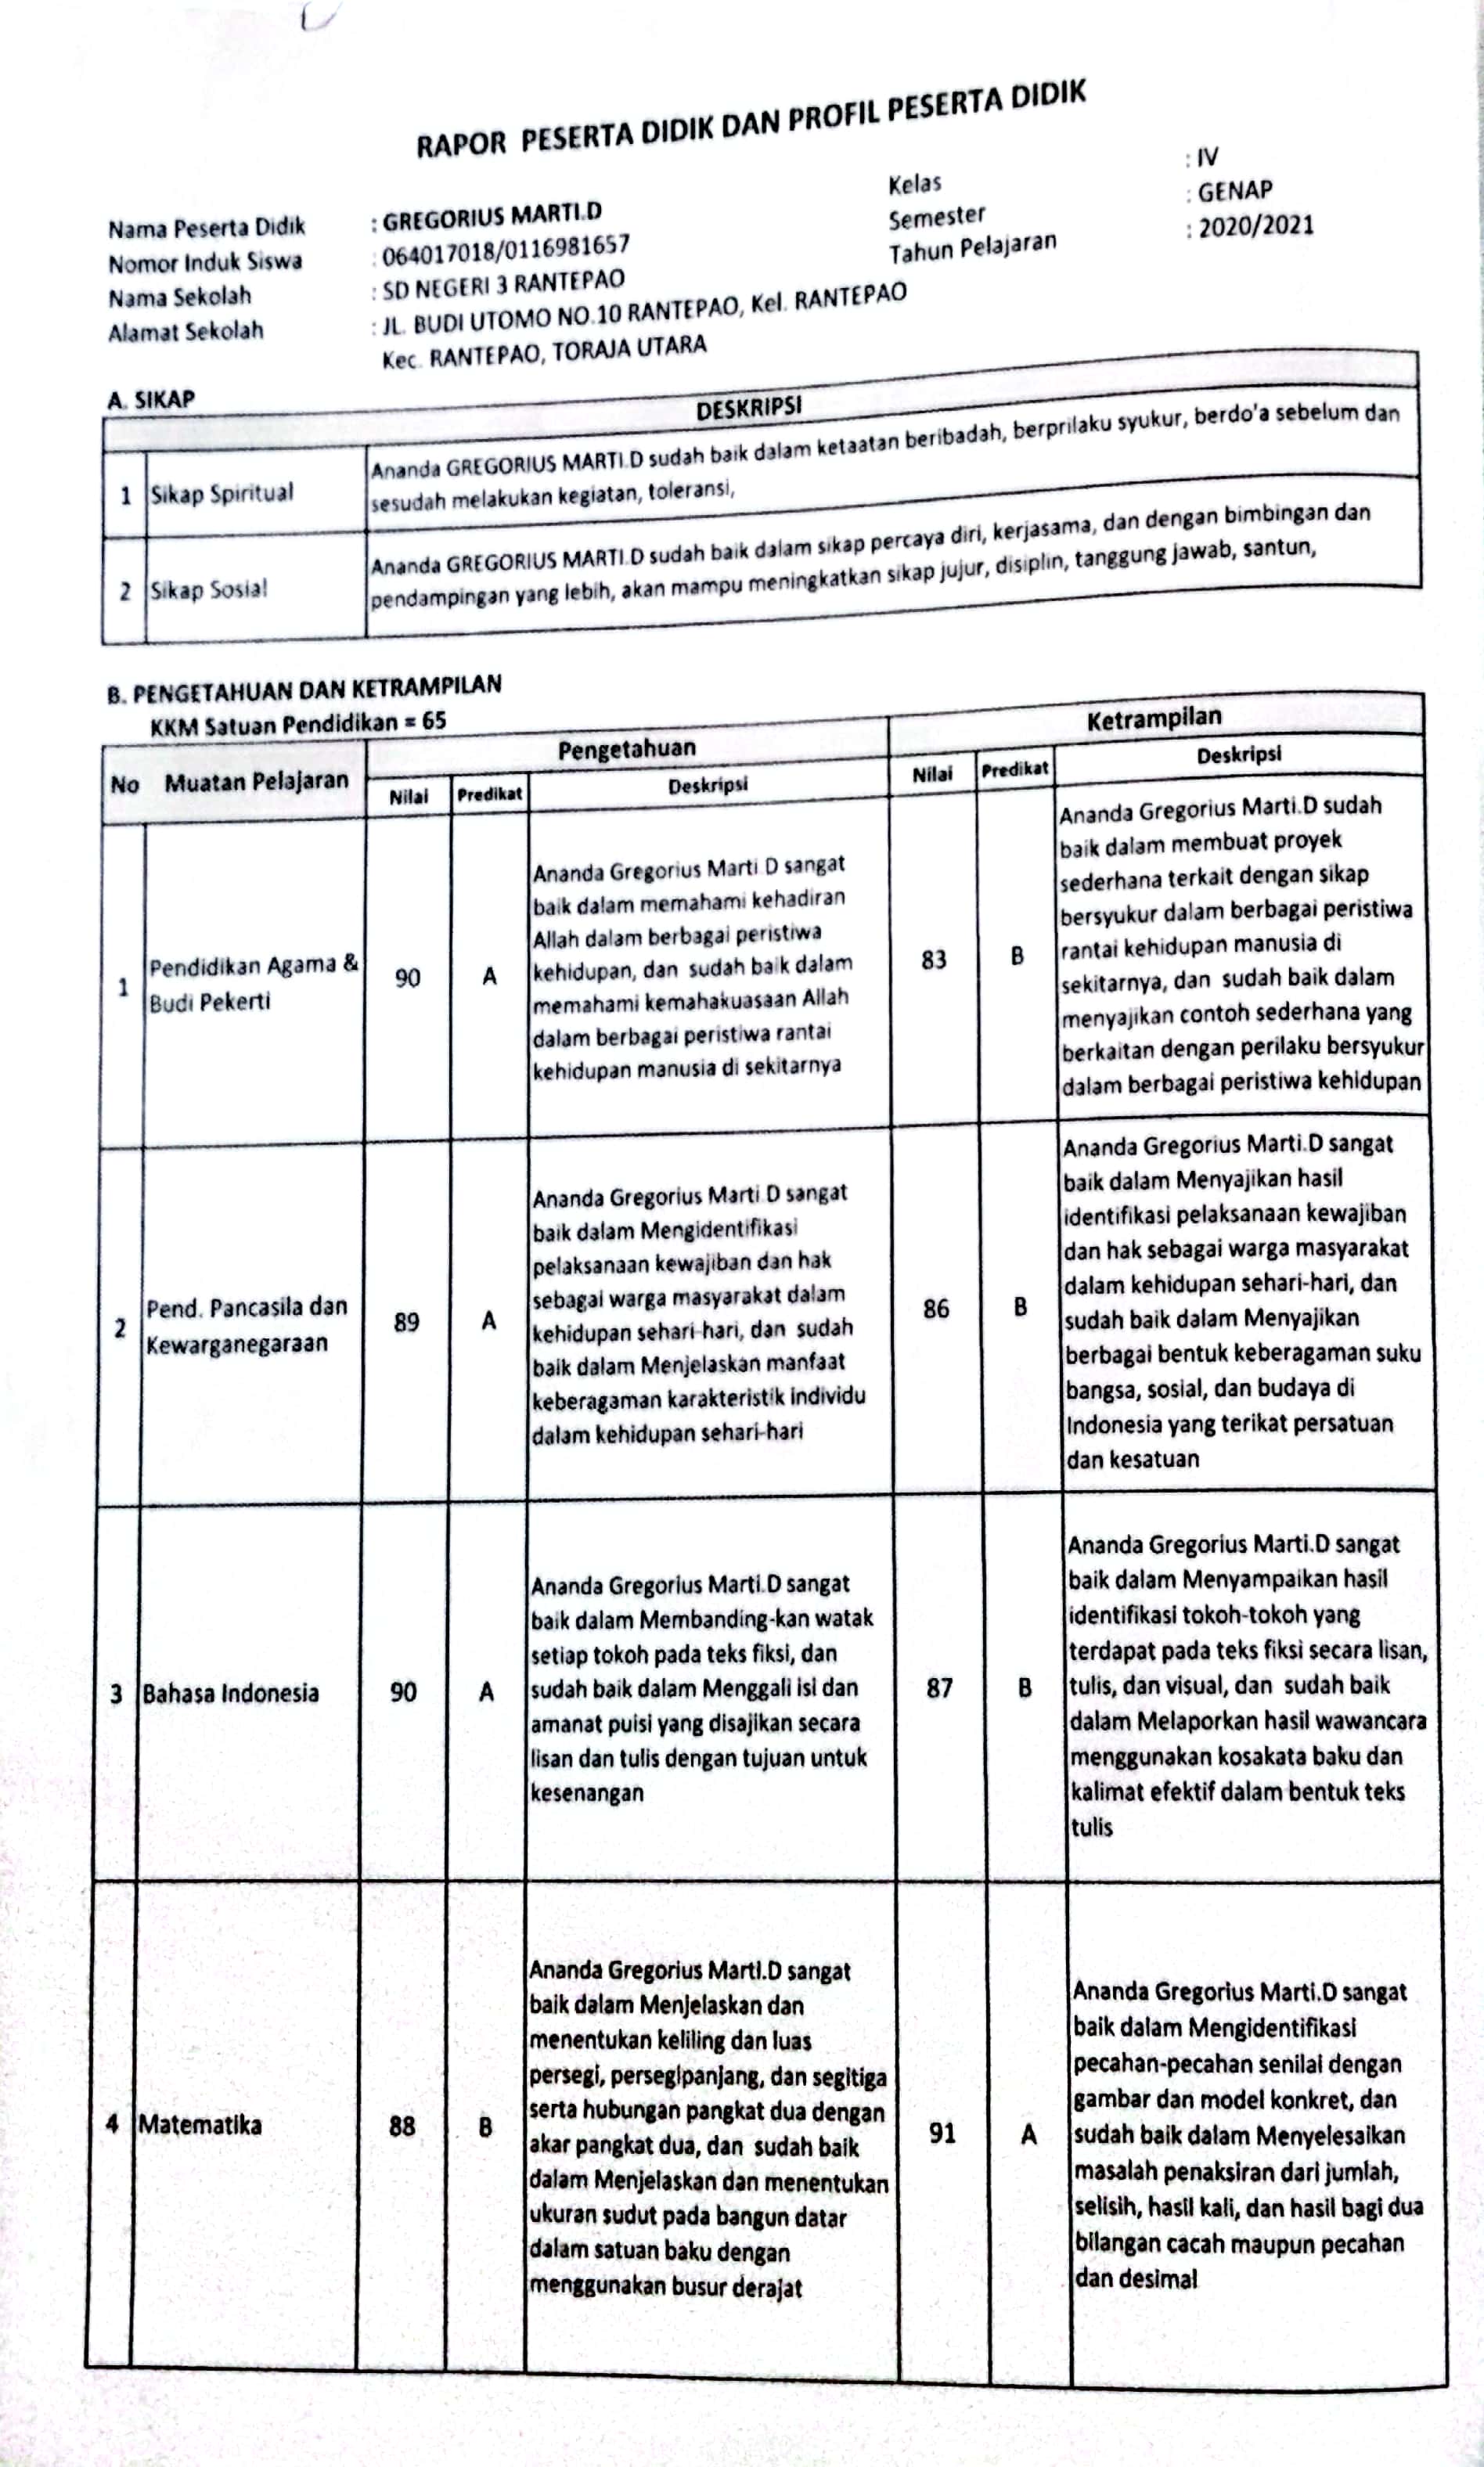 RAPOR PESERTA DIDIK DAN PROFIL PESERTA DIDIK
Nama Peserta Didik : GREGORIUS MARTI.D
Nomor Induk Siswa : 064017018/0116981657
Nama Sekolah : SD NEGERI 3 RANTEPAO
Alamat Sekolah : JL. BUDI UTOMO NO.10 RANTEPAO, Kel. RANTEPAO
Kec. RANTEPAO, TORAJA UTARA
Kelas : IV
Semester : GENAP
Tahun Pelajaran : 2020/2021
A. SIKAP
DESKRIPSI
1 Sikap Spiritual
Ananda GREGORIUS MARTI.D sudah baik dalam ketaatan beribadah, berprilaku syukur, berdo'a sebelum dan
sesudah melakukan kegiatan, toleransi,
2 Sikap Sosial
Ananda GREGORIUS MARTI.D sudah baik dalam sikap percaya diri, kerjasama, dan dengan bimbingan dan
pendampingan yang lebih, akan mampu meningkatkan sikap jujur, disiplin, tanggung jawab, santun,
B. PENGETAHUAN DAN KETRAMPILAN
KKM Satuan Pendidikan = 65
No Muatan Pelajaran
Pengetahuan
Ketrampilan
Nilai Predikat Deskripsi
Nilai Predikat Deskripsi
1
Pendidikan Agama &
Budi Pekerti
90
A
Ananda Gregorius Marti D sangat
baik dalam memahami kehadiran
Allah dalam berbagai peristiwa
kehidupan, dan sudah baik dalam
memahami kemahakuasaan Allah
dalam berbagai peristiwa rantai
kehidupan manusia di sekitarnya
83
B
Ananda Gregorius Marti.D sudah
baik dalam membuat proyek
sederhana terkait dengan sikap
bersyukur dalam berbagai peristiwa
rantai kehidupan manusia di
sekitarnya, dan sudah baik dalam
menyajikan contoh sederhana yang
berkaitan dengan perilaku bersyukur
dalam berbagai peristiwa kehidupan
2
Pend. Pancasila dan
Kewarganegaraan
89
A
Ananda Gregorius Marti D sangat
baik dalam Mengidentifikasi
pelaksanaan kewajiban dan hak
sebagai warga masyarakat dalam
kehidupan sehari-hari, dan sudah
baik dalam Menjelaskan manfaat
keberagaman karakteristik individu
dalam kehidupan sehari-hari
86
B
Ananda Gregorius Marti.D sangat
baik dalam Menyajikan hasil
identifikasi pelaksanaan kewajiban
dan hak sebagai warga masyarakat
dalam kehidupan sehari-hari, dan
sudah baik dalam Menyajikan
berbagai bentuk keberagaman suku
bangsa, sosial, dan budaya di
Indonesia yang terikat persatuan
dan kesatuan
3
Bahasa Indonesia
90
A
Ananda Gregorius Marti.D sangat
baik dalam Membanding-kan watak
setiap tokoh pada teks fiksi, dan
sudah baik dalam Menggali isi dan
amanat puisi yang disajikan secara
lisan dan tulis dengan tujuan untuk
kesenangan
87
B
Ananda Gregorius Marti.D sangat
baik dalam Menyampaikan hasil
identifikasi tokoh-tokoh yang
terdapat pada teks fiksi secara lisan,
tulis, dan visual, dan sudah baik
dalam Melaporkan hasil wawancara
menggunakan kosakata baku dan
kalimat efektif dalam bentuk teks
tulis
4
Matematika
88
B
Ananda Gregorius Marti.D sangat
baik dalam Menjelaskan dan
menentukan keliling dan luas
persegi, persegipanjang, dan segitiga
serta hubungan pangkat dua dengan
akar pangkat dua, dan sudah baik
dalam Menjelaskan dan menentukan
ukuran sudut pada bangun datar
dalam satuan baku dengan
menggunakan busur derajat
91
A
Ananda Gregorius Marti.D sangat
baik dalam Mengidentifikasi
pecahan-pecahan senilai dengan
gambar dan model konkret, dan
sudah baik dalam Menyelesaikan
masalah penaksiran dari jumlah,
selisih, hasil kali, dan hasil bagi dua
bilangan cacah maupun pecahan
dan desimal